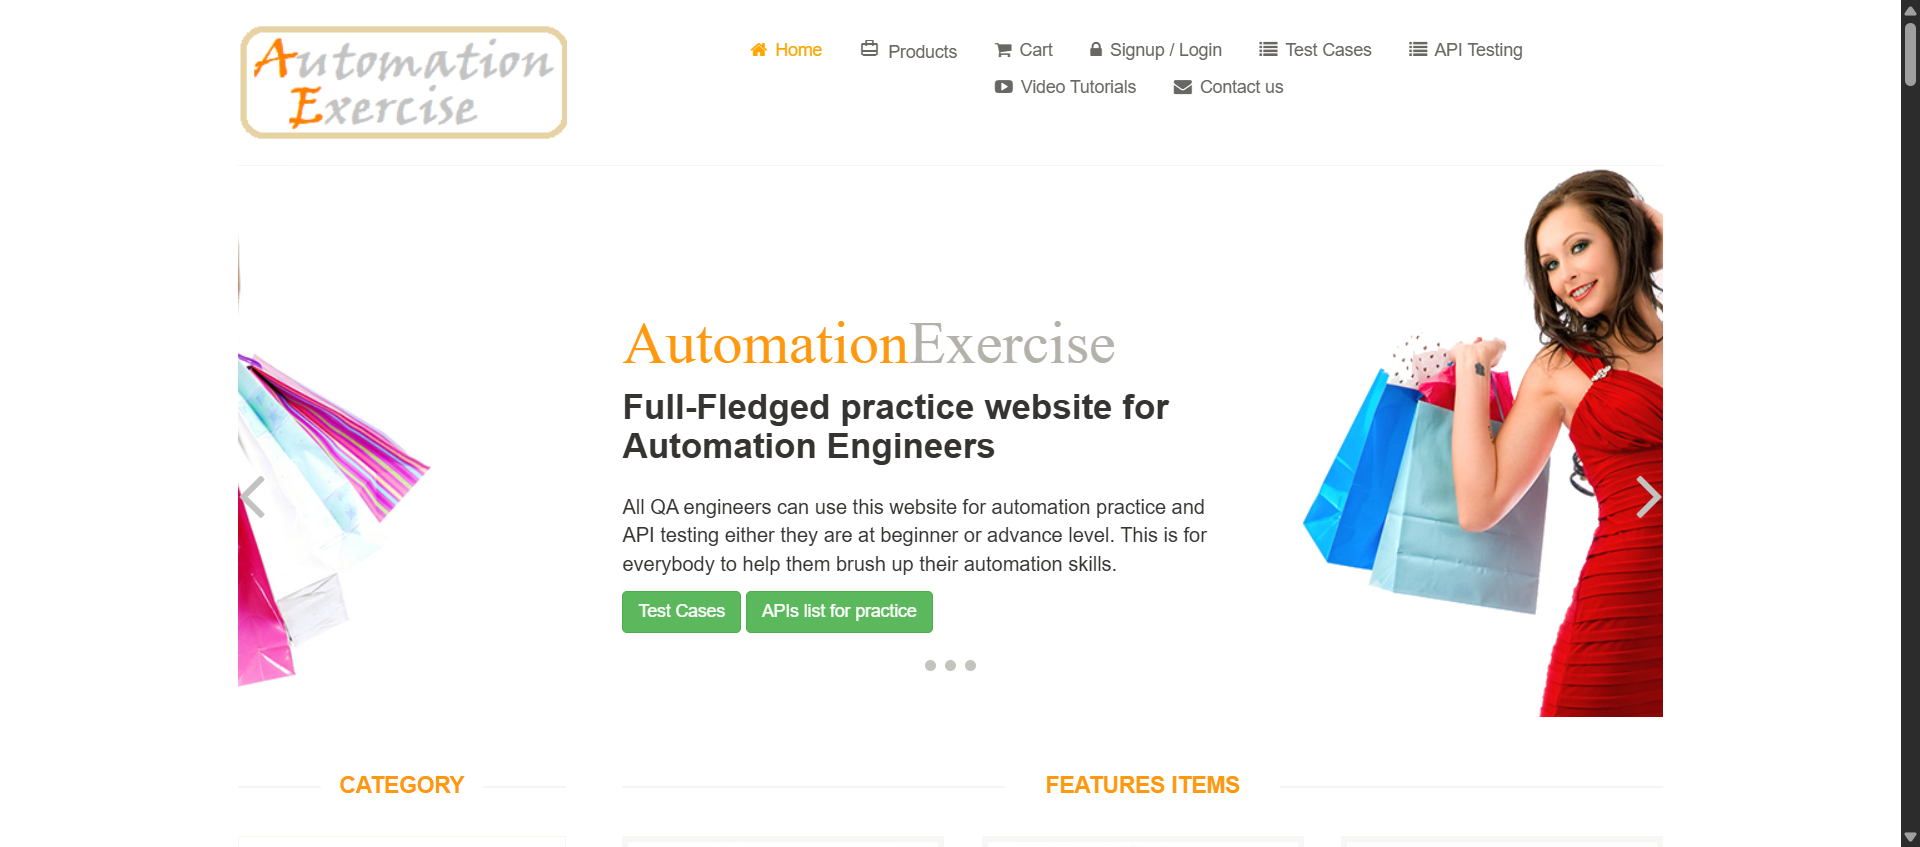 Automation
Exercise
Home
Products
Cart
Signup / Login
Test Cases
API Testing
Video Tutorials
Contact us
AutomationExercise
Full-Fledged practice website for
Automation Engineers
All QA engineers can use this website for automation practice and
API testing either they are at beginner or advance level. This is for
everybody to help them brush up their automation skills.
Test Cases
APIs list for practice
CATEGORY
FEATURES ITEMS